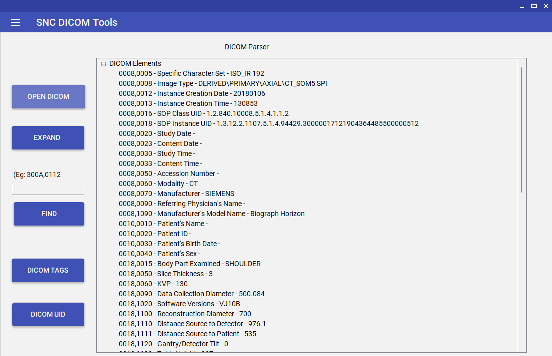 SNC DICOM Tools
DICOM Parser
DICOM Elements
0008,0005 - Specific Character Set - ISO_IR 192
0008,0008 - Image Type - DERIVED\PRIMARY\AXIAL\CT_SOM5 SPI
0008,0012 - Instance Creation Date - 20180106
0008,0013 - Instance Creation Time - 130853
0008,0016 - SOP Class UID - 1.2.840.10008.5.1.4.1.1.2
0008,0018 - SOP Instance UID - 1.3.12.2.1107.5.1.4.94429.30000017121904364485500000512
0008,0020 - Study Date -
0008,0023 - Content Date -
0008,0030 - Study Time -
0008,0033 - Content Time -
0008,0050 - Accession Number -
0008,0060 - Modality - CT
0008,0070 - Manufacturer - SIEMENS
0008,0090 - Referring Physician's Name -
0008,1090 - Manufacturer's Model Name - Biograph Horizon
0010,0010 - Patient's Name -
0010,0020 - Patient ID -
0010,0030 - Patient's Birth Date -
0010,0040 - Patient's Sex -
0018,0015 - Body Part Examined - SHOULDER
0018,0050 - Slice Thickness - 3
0018,0060 - KVP - 130
0018,0090 - Data Collection Diameter - 500.084
0018,1020 - Software Versions - VJ10B
0018,1100 - Reconstruction Diameter - 700
0018,1110 - Distance Source to Detector - 976.1
0018,1111 - Distance Source to Patient - 535
0018,1120 - Gantry/Detector Tilt - 0
OPEN DICOM
EXPAND
(Eg: 300A,0112
FIND
DICOM TAGS
DICOM UID